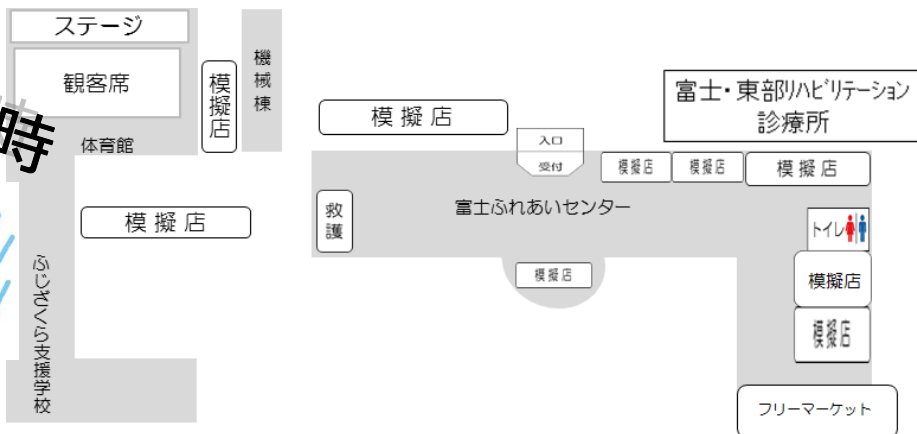 ステージ
観客席
時
体育館
模擬店
機械棟
模擬店
ふじざくら支援学校
模擬店
入口
受付
模擬店
模擬店
模擬店
富士・東部リハビリテーション
診療所
救護
富士ふれあいセンター
模擬店
トイレ
模擬店
模擬店
フリーマーケット